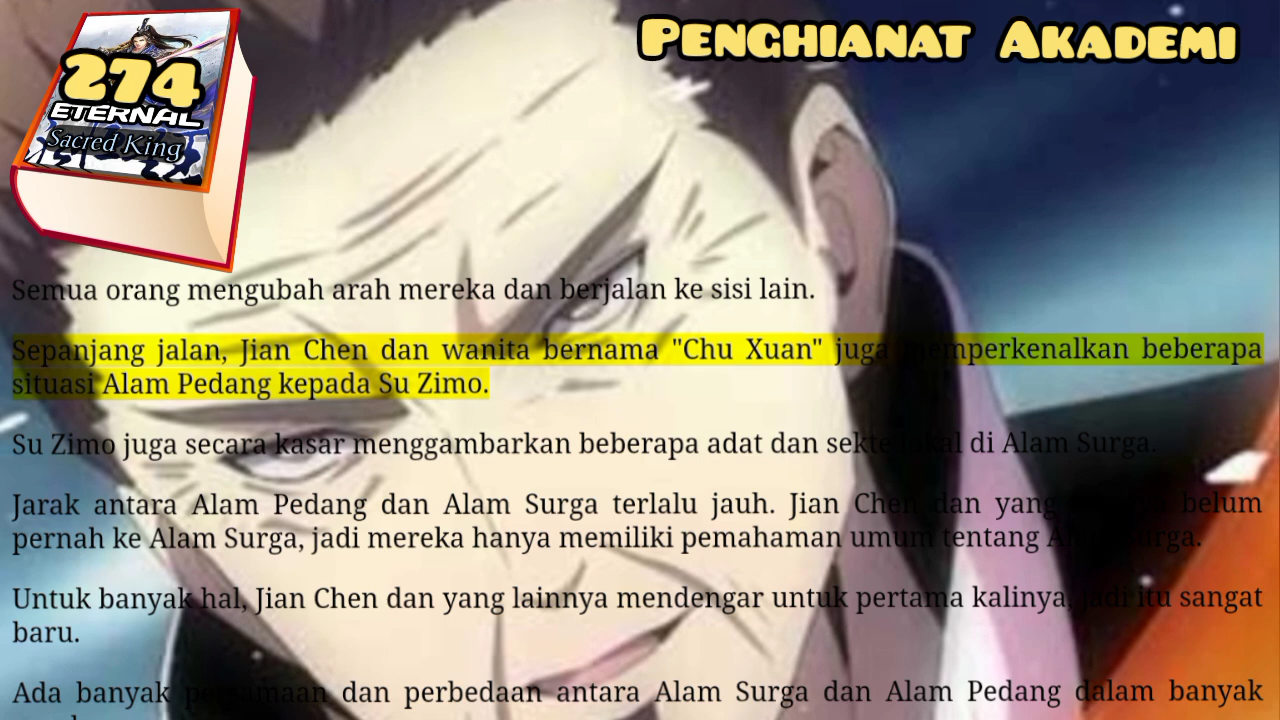 Penghianat Akademi
274
ETERNAL
Sacred King
Semua orang mengubah arah mereka dan berjalan ke sisi lain.
Sepanjang jalan, Jian Chen dan wanita bernama "Chu Xuan" juga memperkenalkan beberapa
situasi Alam Pedang kepada Su Zimo.
Su Zimo juga secara kasar menggambarkan beberapa adat dan sekte lokal di Alam Surga.
Jarak antara Alam Pedang dan Alam Surga terlalu jauh. Jian Chen dan yang belum
pernah ke Alam Surga, jadi mereka hanya memiliki pemahaman umum tentang Alam Surga.
Untuk banyak hal, Jian Chen dan yang lainnya mendengar untuk pertama kalinya, jadi itu sangat
baru.
Ada banyak persamaan dan perbedaan antara Alam Surga dan Alam Pedang dalam banyak